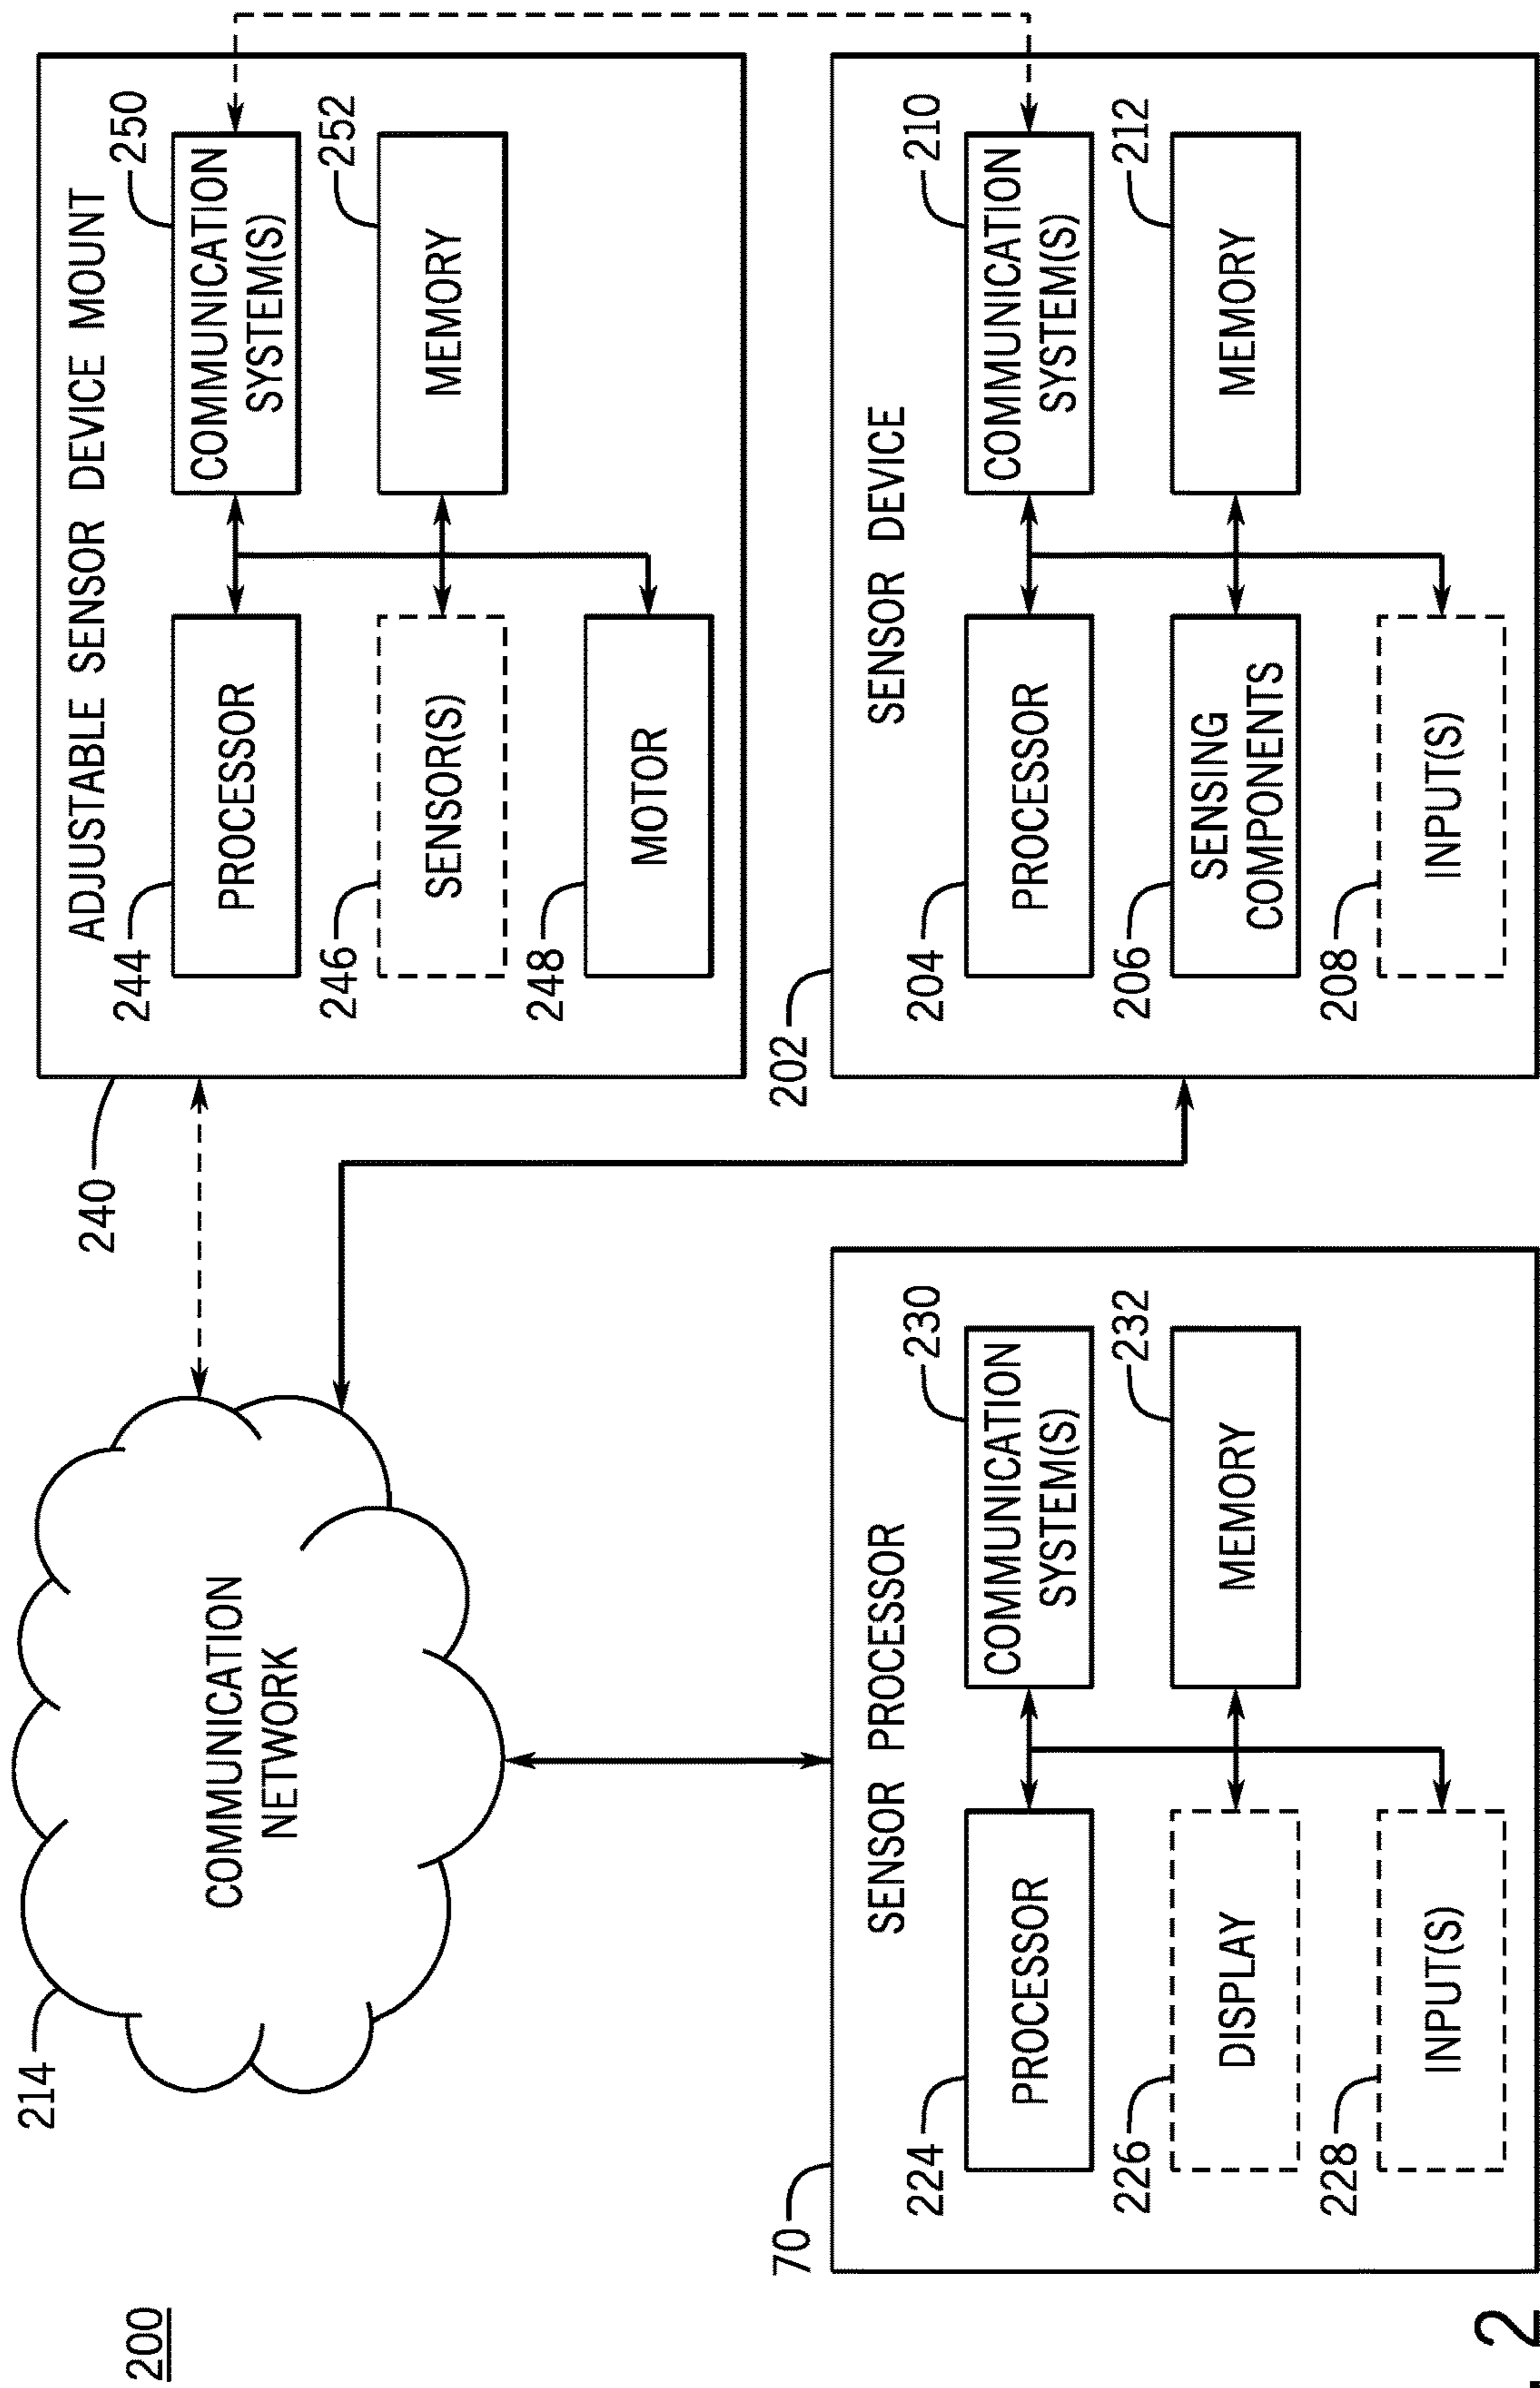 200
214
COMMUNICATION
NETWORK
240
ADJUSTABLE SENSOR DEVICE MOUNT
244
PROCESSOR
250
COMMUNICATION
SYSTEM(S)
246
SENSOR(S)
252
MEMORY
248
MOTOR
70
SENSOR PROCESSOR
224
PROCESSOR
230
COMMUNICATION
SYSTEM(S)
226
DISPLAY
232
MEMORY
228
INPUT(S)
202
SENSOR DEVICE
204
PROCESSOR
210
COMMUNICATION
SYSTEM(S)
206
SENSING
COMPONENTS
212
MEMORY
208
INPUT(S)
. 2